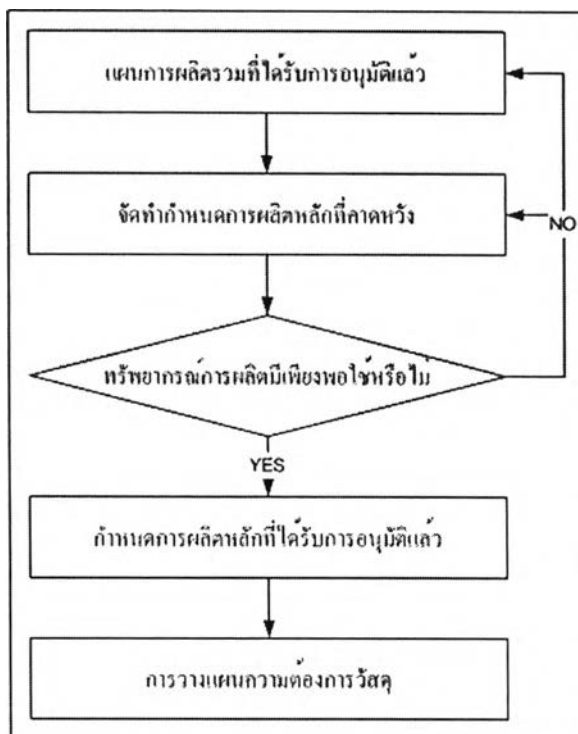 แผนการผลิตรวมที่ได้รับการอนุมัติแล้ว
จัดทำกำหนดการผลิตหลักที่คาดหวัง
NO
ทรัพยากรณ์การผลิตมีเพียงพอใช้หรือไม่
YES
กำหนดการผลิตหลักที่ได้รับการอนุมัติแล้ว
การวางแผนความต้องการวัสดุ